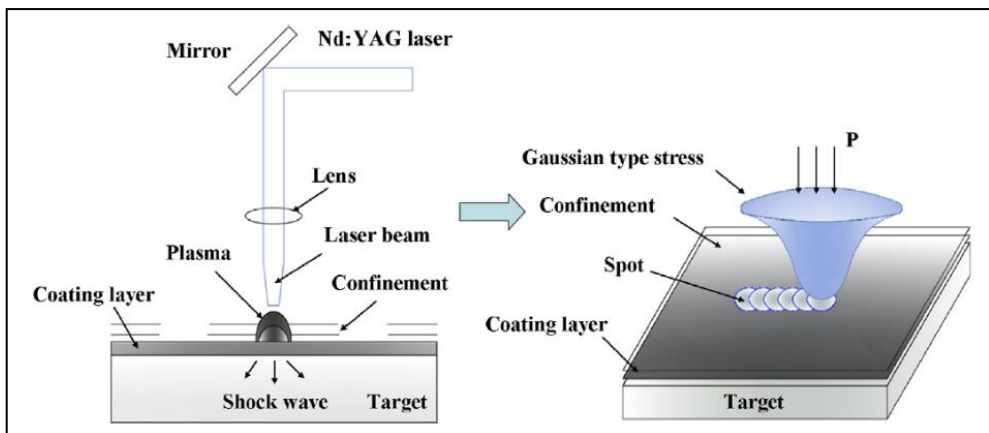 Nd:YAG laser
Mirror
Lens
Laser beam
Plasma
Confinement
Coating layer
Shock wave
Target
P
Gaussian type stress
Confinement
Spot
Coating layer
Target